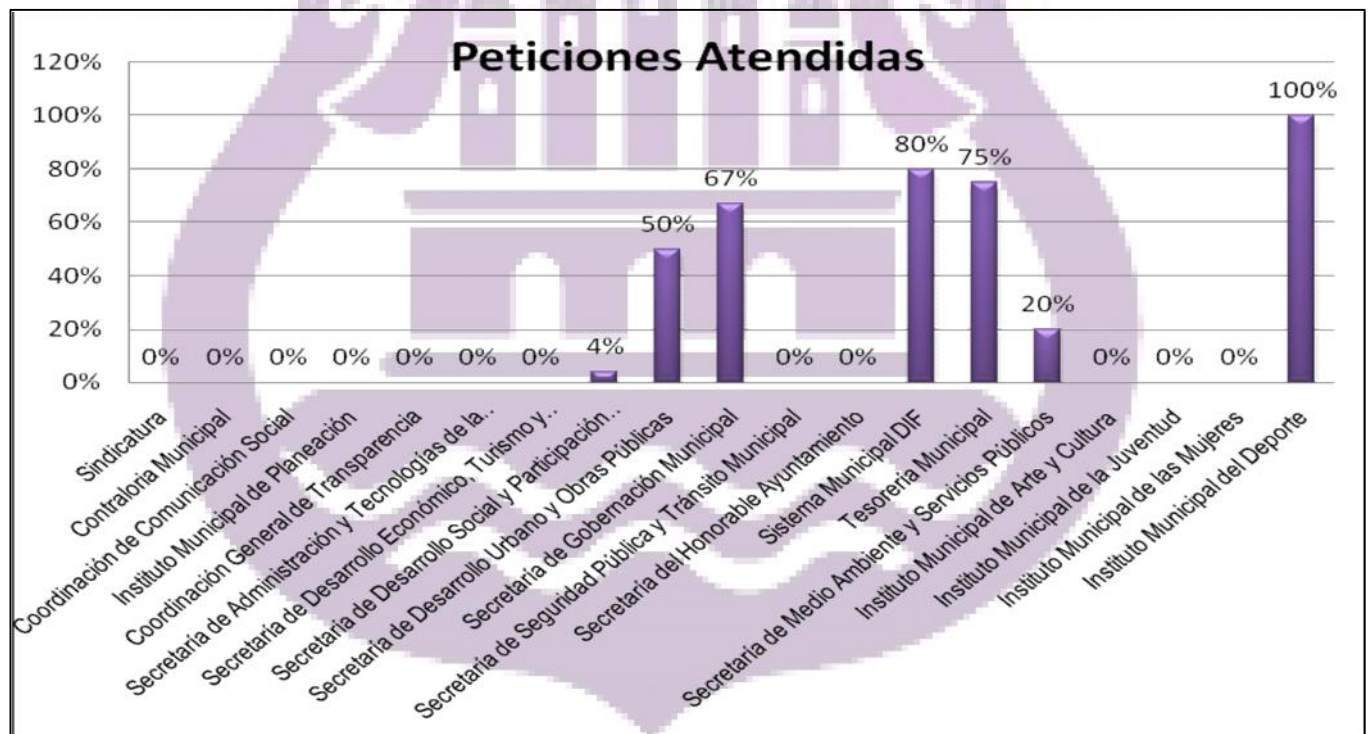 Peticiones Atendidas
120%
100%
80%
60%
40%
20%
0%
0%
0%
0%
0%
0%
0%
0%
4%
50%
67%
0%
0%
80%
75%
20%
0%
0%
0%
100%
Sindicatura
Contraloria Municipal
Coordinación de Comunicación Social
Instituto Municipal de Planeación
Coordinación General de Transparencia
Secretaría de Administración y Tecnologías de la..
Secretaría de Desarrollo Económico, Turismo y..
Secretaría de Desarrollo Social y Participación..
Secretaría de Desarrollo Urbano y Obras Públicas
Secretaría de Gobernación Municipal
Secretaría de Seguridad Pública y Tránsito Municipal
Secretaría del Honorable Ayuntamiento
Sistema Municipal DIF
Tesorería Municipal
Secretaría de Medio Ambiente y Servicios Públicos
Instituto Municipal de Arte y Cultura
Instituto Municipal de la Juventud
Instituto Municipal de las Mujeres
Instituto Municipal del Deporte